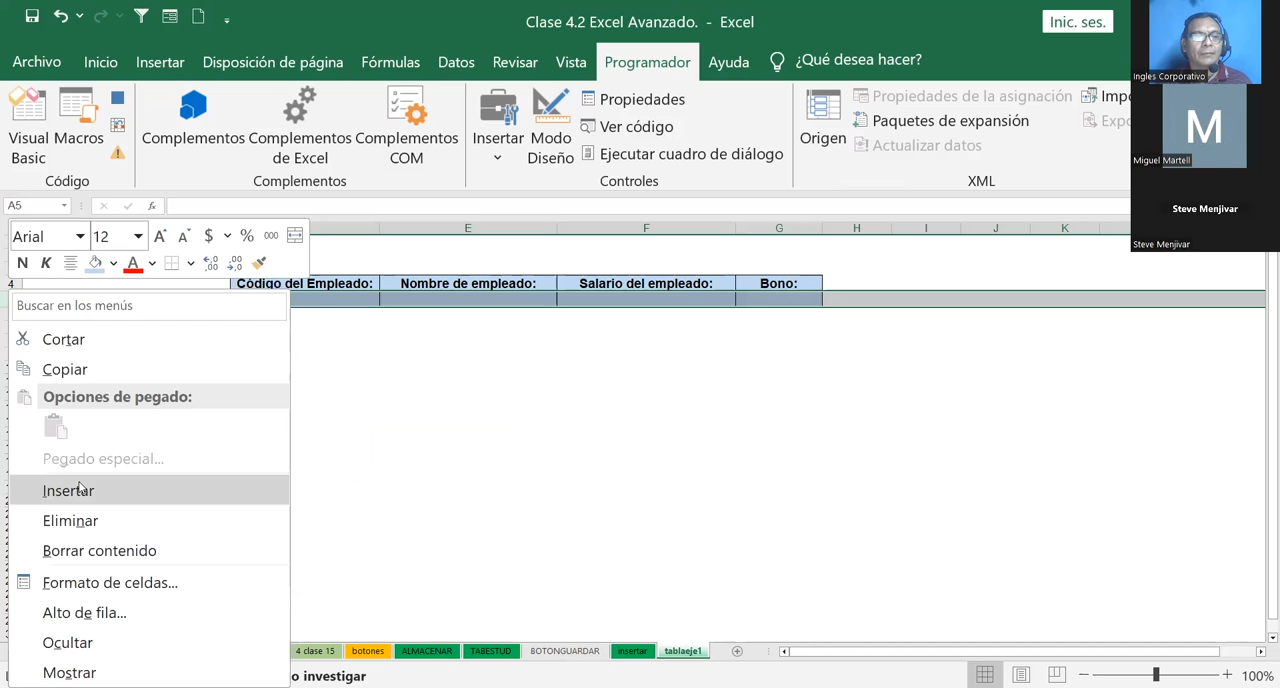 Clase 4.2 Excel Avanzado. - Excel
Inic. ses.
Archivo Inicio Insertar Disposición de página Fórmulas Datos Revisar Vista Programador Ayuda ¿Qué desea hacer?
Ingles Corporativo
Visual Basic
Macros
Código
Complementos
Complementos de Excel
Complementos COM
Complementos
Insertar
Modo Diseño
Propiedades
Ver código
Ejecutar cuadro de diálogo
Controles
Origen
Propiedades de la asignación
Paquetes de expansión
Actualizar datos
XML
M
Miguel Martell
Steve Menjivar
Steve Menjivar
A5
fx
Arial 12 $ % 000
N K A
E F G H I J K
4 Código del Empleado: Nombre de empleado: Salario del empleado: Bono:
Buscar en los menús
Cortar
Copiar
Opciones de pegado:
Pegado especial...
Insertar
Eliminar
Borrar contenido
Formato de celdas...
Alto de fila...
Ocultar
Mostrar
4 clase 15 botones ALMACENAR TABESTUD BOTONGUARDAR insertar tablaeje1
o investigar
100%